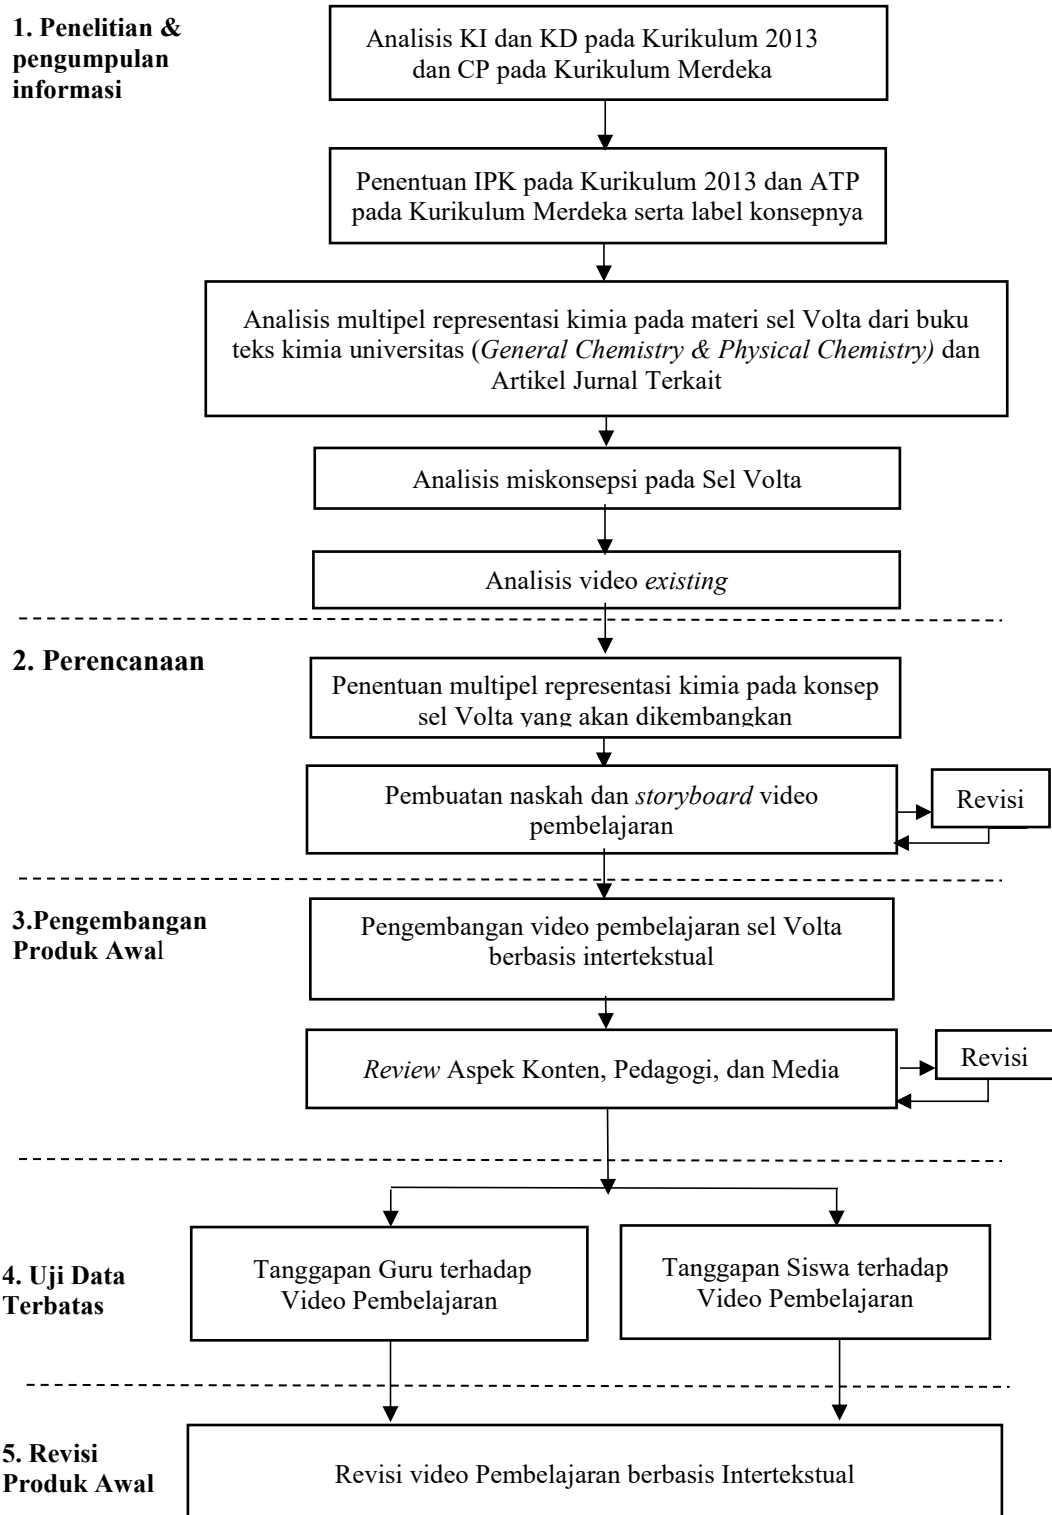 1. Penelitian &
pengumpulan
informasi
Analisis KI dan KD pada Kurikulum 2013
dan CP pada Kurikulum Merdeka
Penentuan IPK pada Kurikulum 2013 dan ATP
pada Kurikulum Merdeka serta label konsepnya
Analisis multipel representasi kimia pada materi sel Volta dari buku
teks kimia universitas (General Chemistry & Physical Chemistry) dan
Artikel Jurnal Terkait
Analisis miskonsepsi pada Sel Volta
Analisis video existing
2. Perencanaan
Penentuan multipel representasi kimia pada konsep
sel Volta yang akan dikembangkan
Pembuatan naskah dan storyboard video
pembelajaran
Revisi
3.Pengembangan
Produk Awal
Pengembangan video pembelajaran sel Volta
berbasis intertekstual
Review Aspek Konten, Pedagogi, dan Media
Revisi
4. Uji Data
Terbatas
Tanggapan Guru terhadap
Video Pembelajaran
Tanggapan Siswa terhadap
Video Pembelajaran
5. Revisi
Produk Awal
Revisi video Pembelajaran berbasis Intertekstual